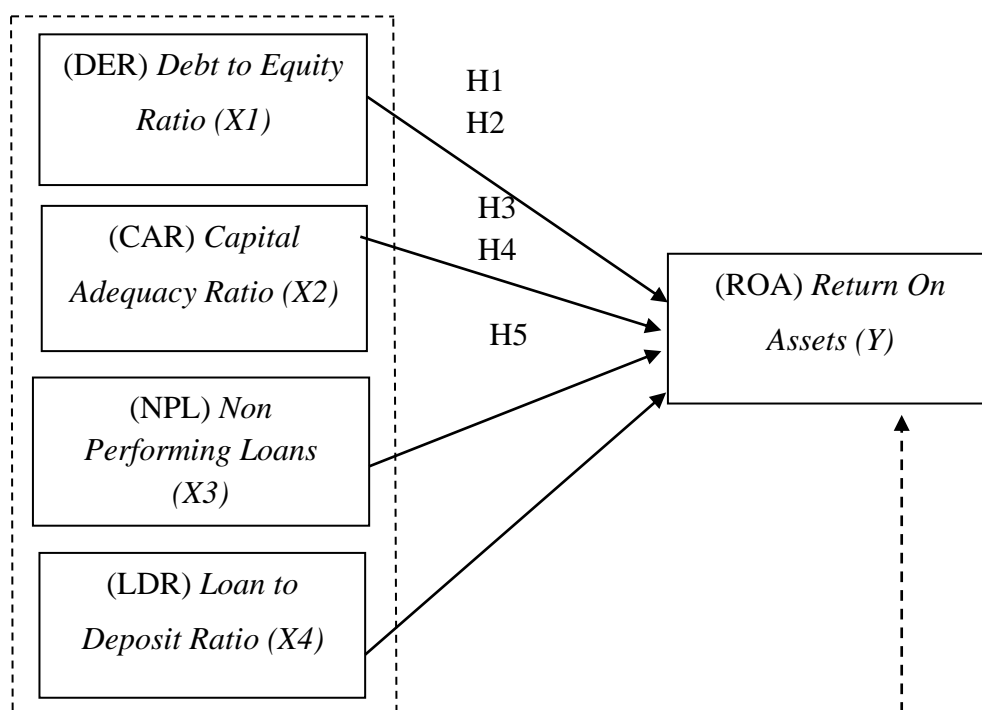 (DER) Debt to Equity
Ratio (X1)
H1
H2
(CAR) Capital
Adequacy Ratio (X2)
H3
H4
(ROA) Return On
Assets (Y)
H5
(NPL) Non
Performing Loans
(X3)
(LDR) Loan to
Deposit Ratio (X4)